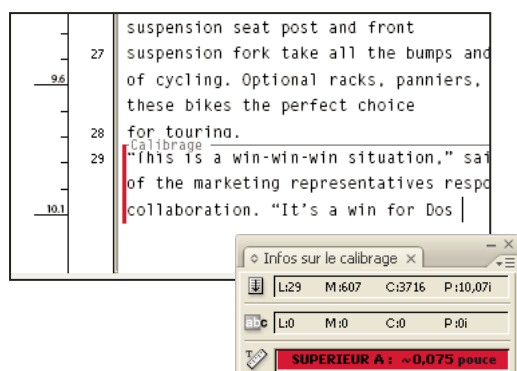 suspension seat post and front
27 suspension fork take all the bumps and
9.6 of cycling. Optional racks, panniers,
these bikes the perfect choice
28 for touring.
Calibrage
29 “This is a win-win-win situation,” sai
of the marketing representatives respo
10.1 collaboration. “It’s a win for Dos
Infos sur le calibr
L:29 M:607 C:3716 P:10,07i
abc L:0 M:0 C:0 P:0i
SUPERIEUR A : ~0,075 pouce